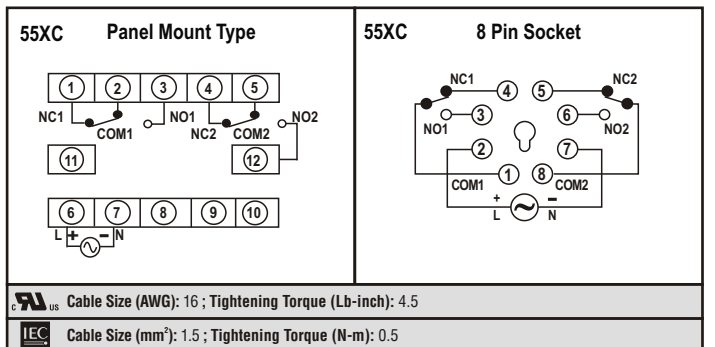 55XC Panel Mount Type
1 2 3 4 5
NC1 COM1 NO1 NC2 COM2 NO2
11 12
6 7 8 9 10
L + - N
55XC 8 Pin Socket
NC1 4 5 NC2
3 6
NO1 NO2
2 7
1 8
COM1 COM2
+ -
L N
c RU us Cable Size (AWG): 16 ; Tightening Torque (Lb-inch): 4.5
IEC Cable Size (mm²): 1.5 ; Tightening Torque (N-m): 0.5